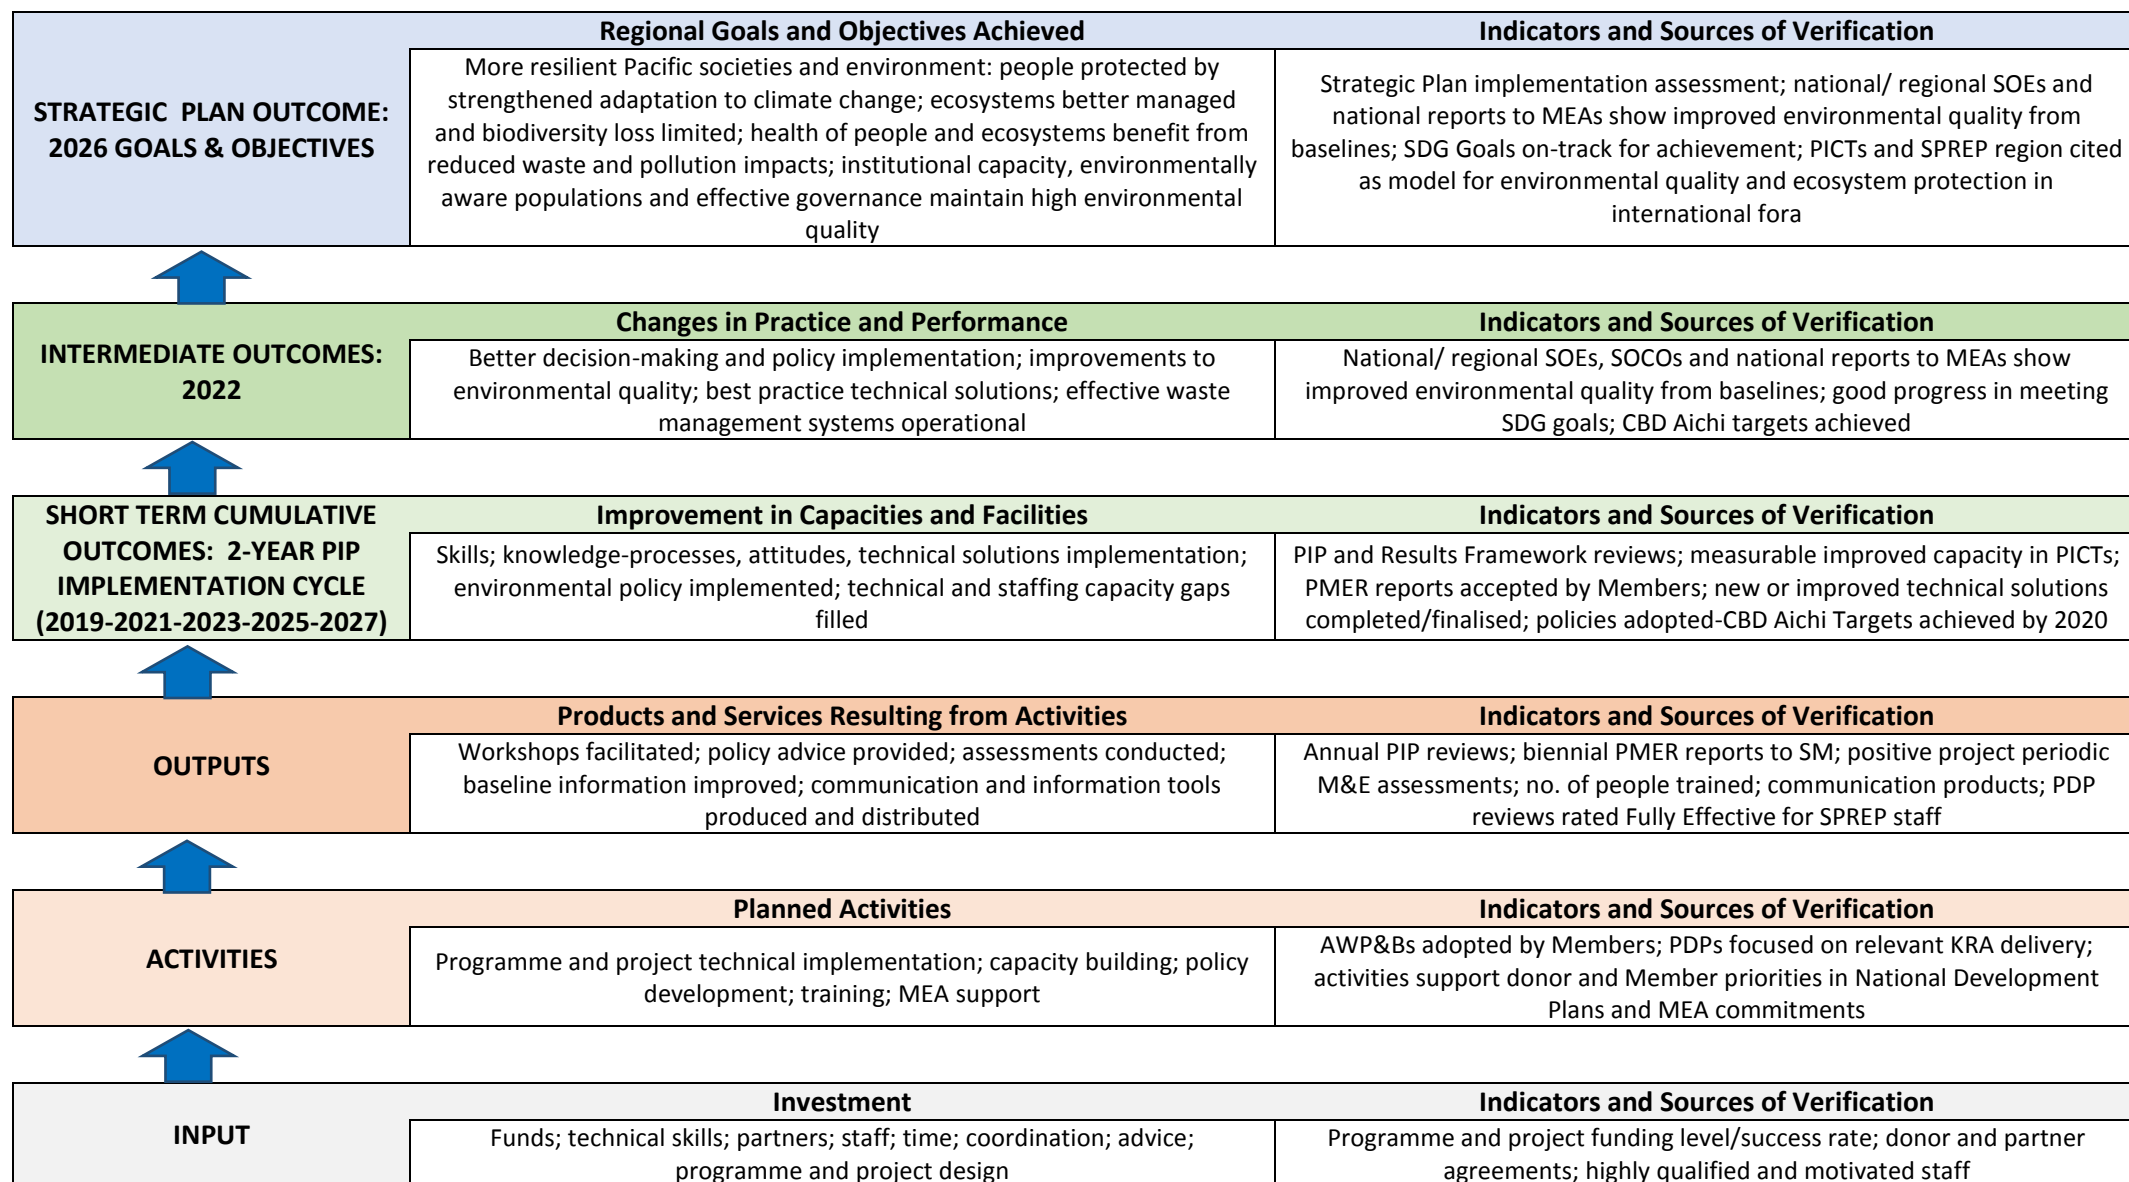 Regional Goals and Objectives Achieved
Indicators and Sources of Verification
STRATEGIC PLAN OUTCOME:
2026 GOALS & OBJECTIVES
More resilient Pacific societies and environment: people protected by
strengthened adaptation to climate change; ecosystems better managed
and biodiversity loss limited; health of people and ecosystems benefit from
reduced waste and pollution impacts; institutional capacity, environmentally
aware populations and effective governance maintain high environmental
quality
Strategic Plan implementation assessment; national/ regional SOEs and
national reports to MEAs show improved environmental quality from
baselines; SDG Goals on-track for achievement; PICTs and SPREP region cited
as model for environmental quality and ecosystem protection in
international fora
Changes in Practice and Performance
Indicators and Sources of Verification
INTERMEDIATE OUTCOMES:
2022
Better decision-making and policy implementation; improvements to
environmental quality; best practice technical solutions; effective waste
management systems operational
National/ regional SOEs, SOCOs and national reports to MEAs show
improved environmental quality from baselines; good progress in meeting
SDG goals; CBD Aichi targets achieved
SHORT TERM CUMULATIVE
OUTCOMES: 2-YEAR PIP
IMPLEMENTATION CYCLE
(2019-2021-2023-2025-2027)
Improvement in Capacities and Facilities
Indicators and Sources of Verification
Skills; knowledge-processes, attitudes, technical solutions implementation;
environmental policy implemented; technical and staffing capacity gaps
filled
PIP and Results Framework reviews; measurable improved capacity in PICTs;
PMER reports accepted by Members; new or improved technical solutions
completed/finalised; policies adopted-CBD Aichi Targets achieved by 2020
Products and Services Resulting from Activities
Indicators and Sources of Verification
OUTPUTS
Workshops facilitated; policy advice provided; assessments conducted;
baseline information improved; communication and information tools
produced and distributed
Annual PIP reviews; biennial PMER reports to SM; positive project periodic
M&E assessments; no. of people trained; communication products; PDP
reviews rated Fully Effective for SPREP staff
Planned Activities
Indicators and Sources of Verification
ACTIVITIES
Programme and project technical implementation; capacity building; policy
development; training; MEA support
AWP&Bs adopted by Members; PDPs focused on relevant KRA delivery;
activities support donor and Member priorities in National Development
Plans and MEA commitments
Investment
Indicators and Sources of Verification
INPUT
Funds; technical skills; partners; staff; time; coordination; advice;
programme and project design
Programme and project funding level/success rate; donor and partner
agreements; highly qualified and motivated staff